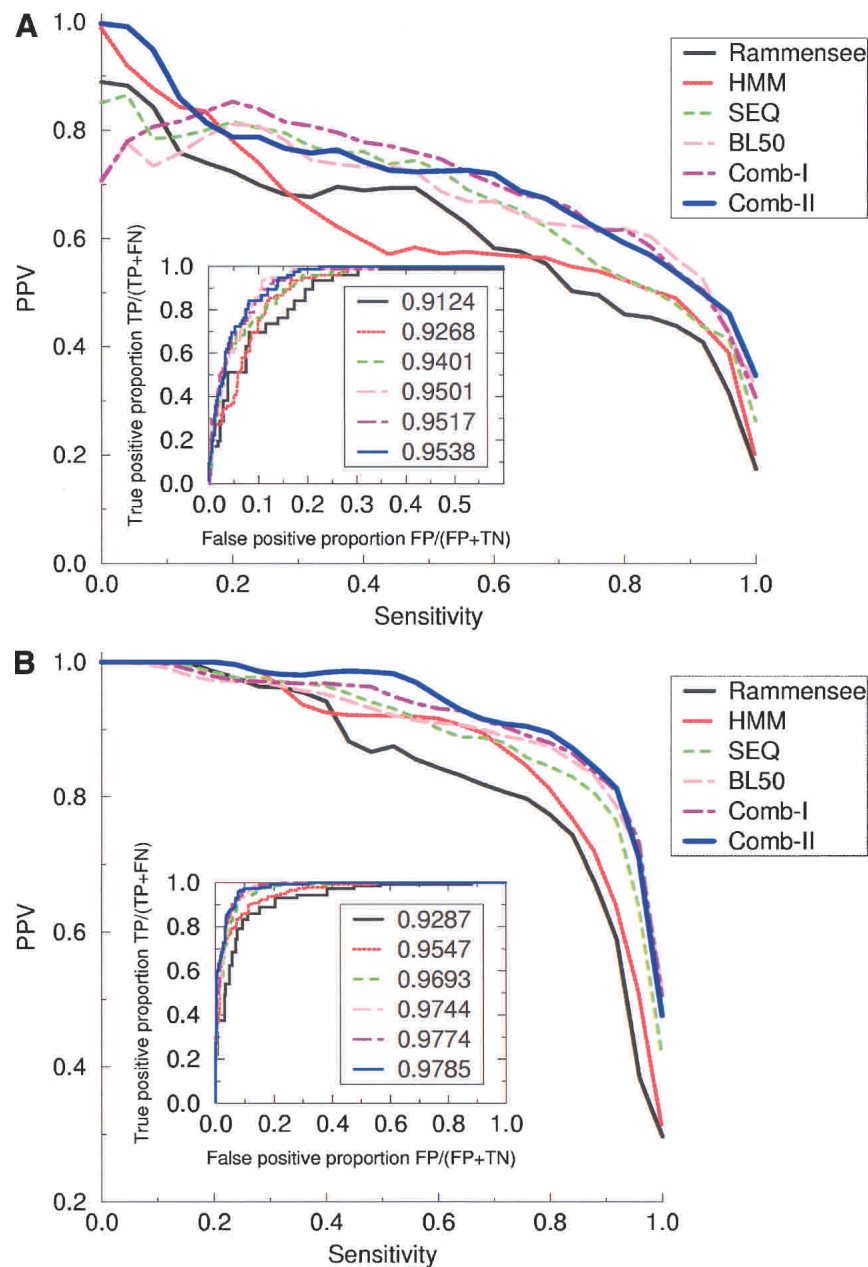 A
1.0
0.8
0.6
0.4
0.2
0.0
PPV
0.0 0.2 0.4 0.6 0.8 1.0
Sensitivity
Rammensee
HMM
SEQ
BL50
Comb-I
Comb-II
True positive proportion TP/(TP+FN)
1.0
0.8
0.6
0.4
0.2
0.0
0.0 0.1 0.2 0.3 0.4 0.5
False positive proportion FP/(FP+TN)
0.9124
0.9268
0.9401
0.9501
0.9517
0.9538
B
1.0
0.8
0.6
0.4
0.2
PPV
0.0 0.2 0.4 0.6 0.8 1.0
Sensitivity
Rammensee
HMM
SEQ
BL50
Comb-I
Comb-II
True positive proportion TP/(TP+FN)
1.0
0.8
0.6
0.4
0.2
0.0
0.0 0.2 0.4 0.6 0.8 1.0
False positive proportion FP/(FP+TN)
0.9287
0.9547
0.9693
0.9744
0.9774
0.9785